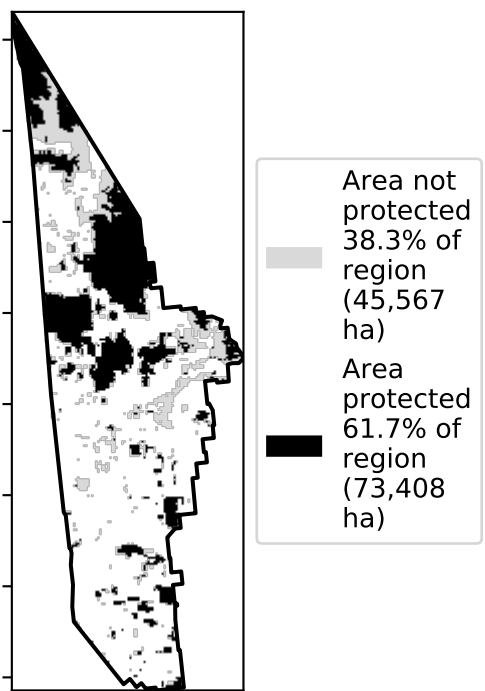 Area not
protected
38.3% of
region
(45,567
ha)
Area
protected
61.7% of
region
(73,408
ha)